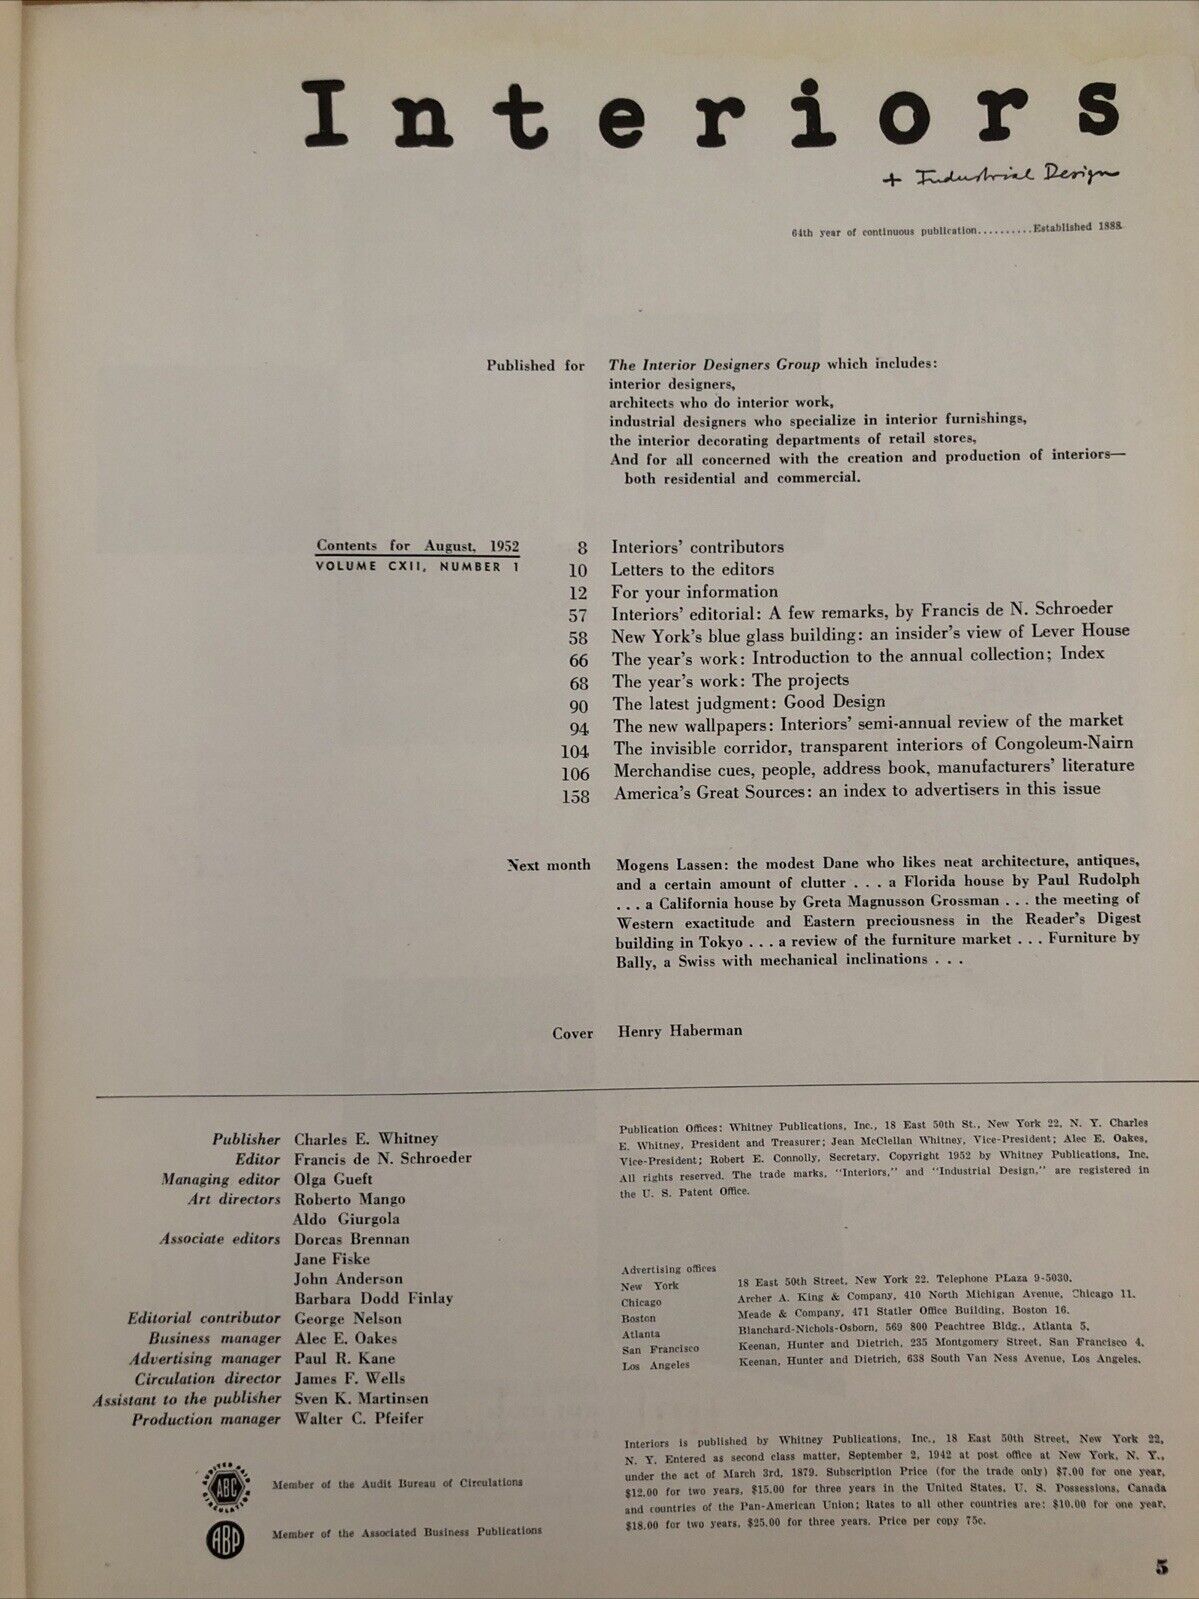 Interiors
+ Industrial Design
64th year of continuous publication..........Established 1888
Published for The Interior Designers Group which includes:
interior designers,
architects who do interior work,
industrial designers who specialize in interior furnishings,
the interior decorating departments of retail stores,
And for all concerned with the creation and production of interiors—
both residential and commercial.
Contents for August, 1952
VOLUME CXII, NUMBER 1
8 Interiors' contributors
10 Letters to the editors
12 For your information
57 Interiors' editorial: A few remarks, by Francis de N. Schroeder
58 New York's blue glass building: an insider's view of Lever House
66 The year's work: Introduction to the annual collection; Index
68 The year's work: The projects
90 The latest judgment: Good Design
94 The new wallpapers: Interiors' semi-annual review of the market
104 The invisible corridor, transparent interiors of Congoleum-Nairn
106 Merchandise cues, people, address book, manufacturers' literature
158 America's Great Sources: an index to advertisers in this issue
Next month Mogens Lassen: the modest Dane who likes neat architecture, antiques,
and a certain amount of clutter . . . a Florida house by Paul Rudolph
. . . a California house by Greta Magnusson Grossman . . . the meeting of
Western exactitude and Eastern preciousness in the Reader's Digest
building in Tokyo . . . a review of the furniture market . . . Furniture by
Bally, a Swiss with mechanical inclinations . . .
Cover Henry Haberman
Publisher Charles E. Whitney
Editor Francis de N. Schroeder
Managing editor Olga Gueft
Art directors Roberto Mango
Aldo Giurgola
Associate editors Dorcas Brennan
Jane Fiske
John Anderson
Barbara Dodd Finlay
Editorial contributor George Nelson
Business manager Alec E. Oakes
Advertising manager Paul R. Kane
Circulation director James F. Wells
Assistant to the publisher Sven K. Martinsen
Production manager Walter C. Pfeifer
AUDITED PAID CIRCULATION
ABC
Member of the Audit Bureau of Circulations
ABP
Member of the Associated Business Publications
Publication Offices: Whitney Publications, Inc., 18 East 50th St., New York 22, N. Y. Charles
E. Whitney, President and Treasurer; Jean McClellan Whitney, Vice-President; Alec E. Oakes,
Vice-President; Robert E. Connolly, Secretary. Copyright 1952 by Whitney Publications, Inc.
All rights reserved. The trade marks, "Interiors," and "Industrial Design," are registered in
the U. S. Patent Office.
Advertising offices
New York 18 East 50th Street, New York 22. Telephone PLaza 9-5030.
Chicago Archer A. King & Company, 410 North Michigan Avenue, Chicago 11.
Boston Meade & Company, 471 Statler Office Building, Boston 16.
Atlanta Blanchard-Nichols-Osborn, 569 800 Peachtree Bldg., Atlanta 5.
San Francisco Keenan, Hunter and Dietrich, 235 Montgomery Street, San Francisco 4.
Los Angeles Keenan, Hunter and Dietrich, 638 South Van Ness Avenue, Los Angeles.
Interiors is published by Whitney Publications, Inc., 18 East 50th Street, New York 22,
N. Y. Entered as second class matter, September 2, 1942 at post office at New York, N. Y.,
under the act of March 3rd, 1879. Subscription Price (for the trade only) $7.00 for one year,
$12.00 for two years, $15.00 for three years in the United States, U. S. Possessions, Canada
and countries of the Pan-American Union; Rates to all other countries are: $10.00 for one year,
$18.00 for two years, $25.00 for three years. Price per copy 75c.
5